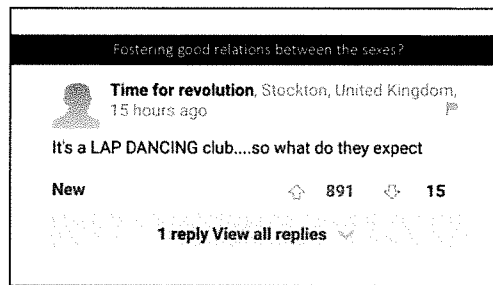 Fostering good relations between the sexes?
Time for revolution, Stockton, United Kingdom,
15 hours ago
It's a LAP DANCING club....so what do they expect
New 891 15
1 reply View all replies